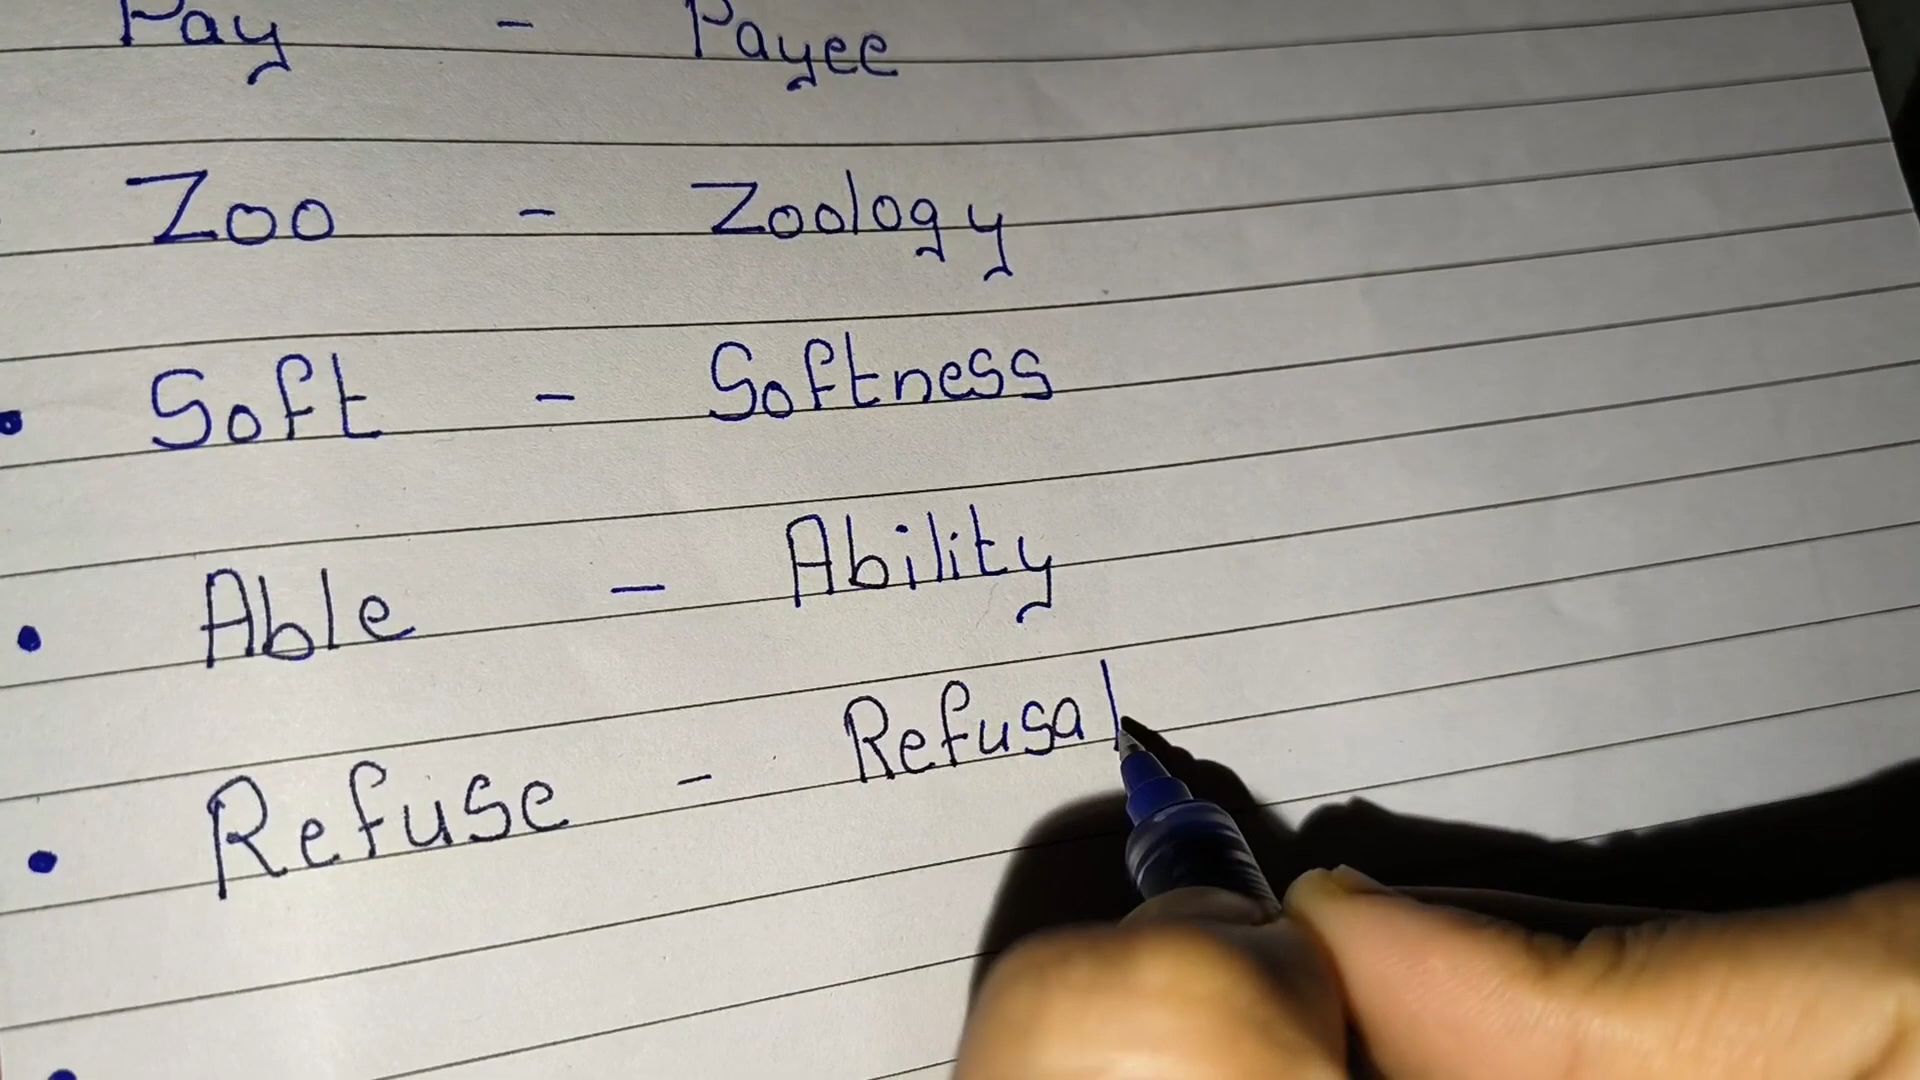 Pay - Payee
Zoo - Zoology
• Soft - Softness
• Able - Ability
• Refuse - Refusal
•